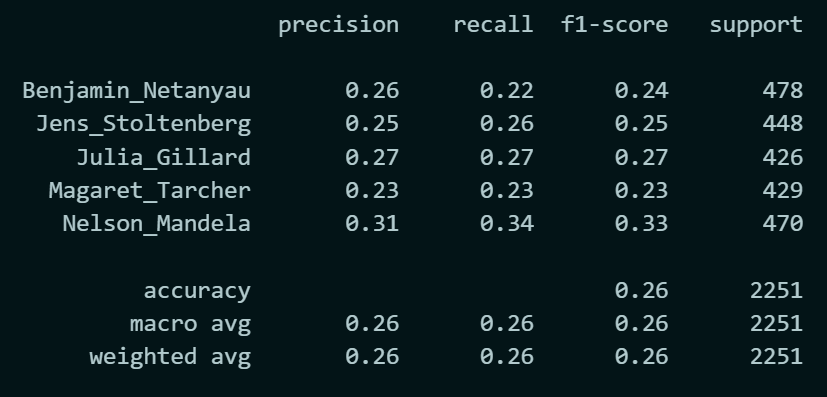 precision recall f1-score support
Benjamin_Netanyau 0.26 0.22 0.24 478
Jens_Stoltenberg 0.25 0.26 0.25 448
Julia_Gillard 0.27 0.27 0.27 426
Magaret_Tarcher 0.23 0.23 0.23 429
Nelson_Mandela 0.31 0.34 0.33 470
accuracy 0.26 2251
macro avg 0.26 0.26 0.26 2251
weighted avg 0.26 0.26 0.26 2251